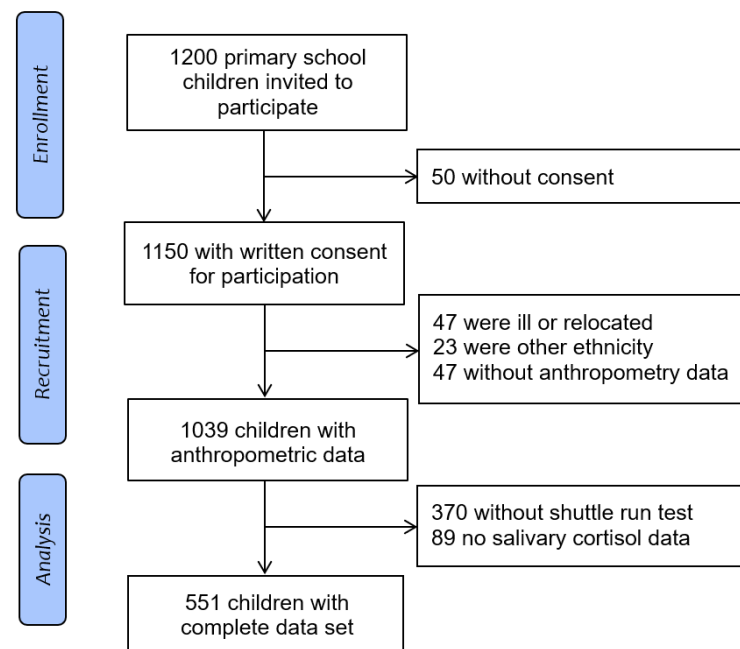 Enrollment
1200 primary school
children invited to
participate
50 without consent
1150 with written consent
for participation
Recruitment
47 were ill or relocated
23 were other ethnicity
47 without anthropometry data
1039 children with
anthropometric data
Analysis
370 without shuttle run test
89 no salivary cortisol data
551 children with
complete data set